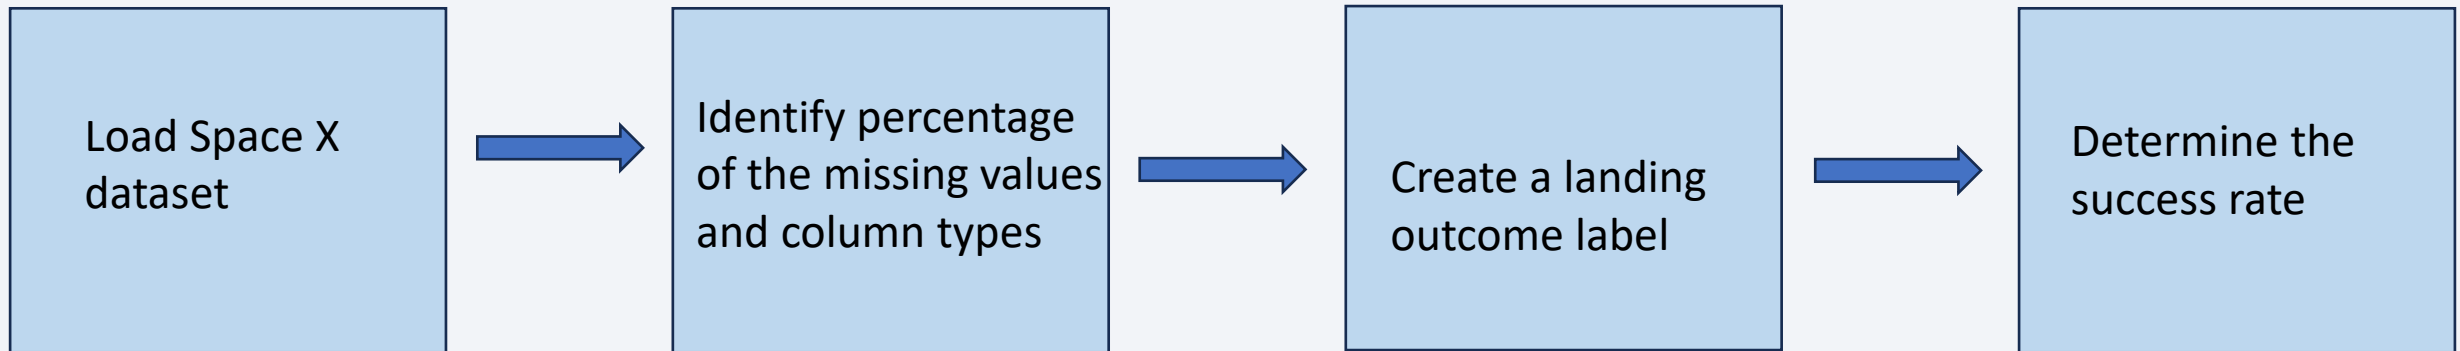 Load Space X
dataset
Identify percentage
of the missing values
and column types
Create a landing
outcome label
Determine the
success rate